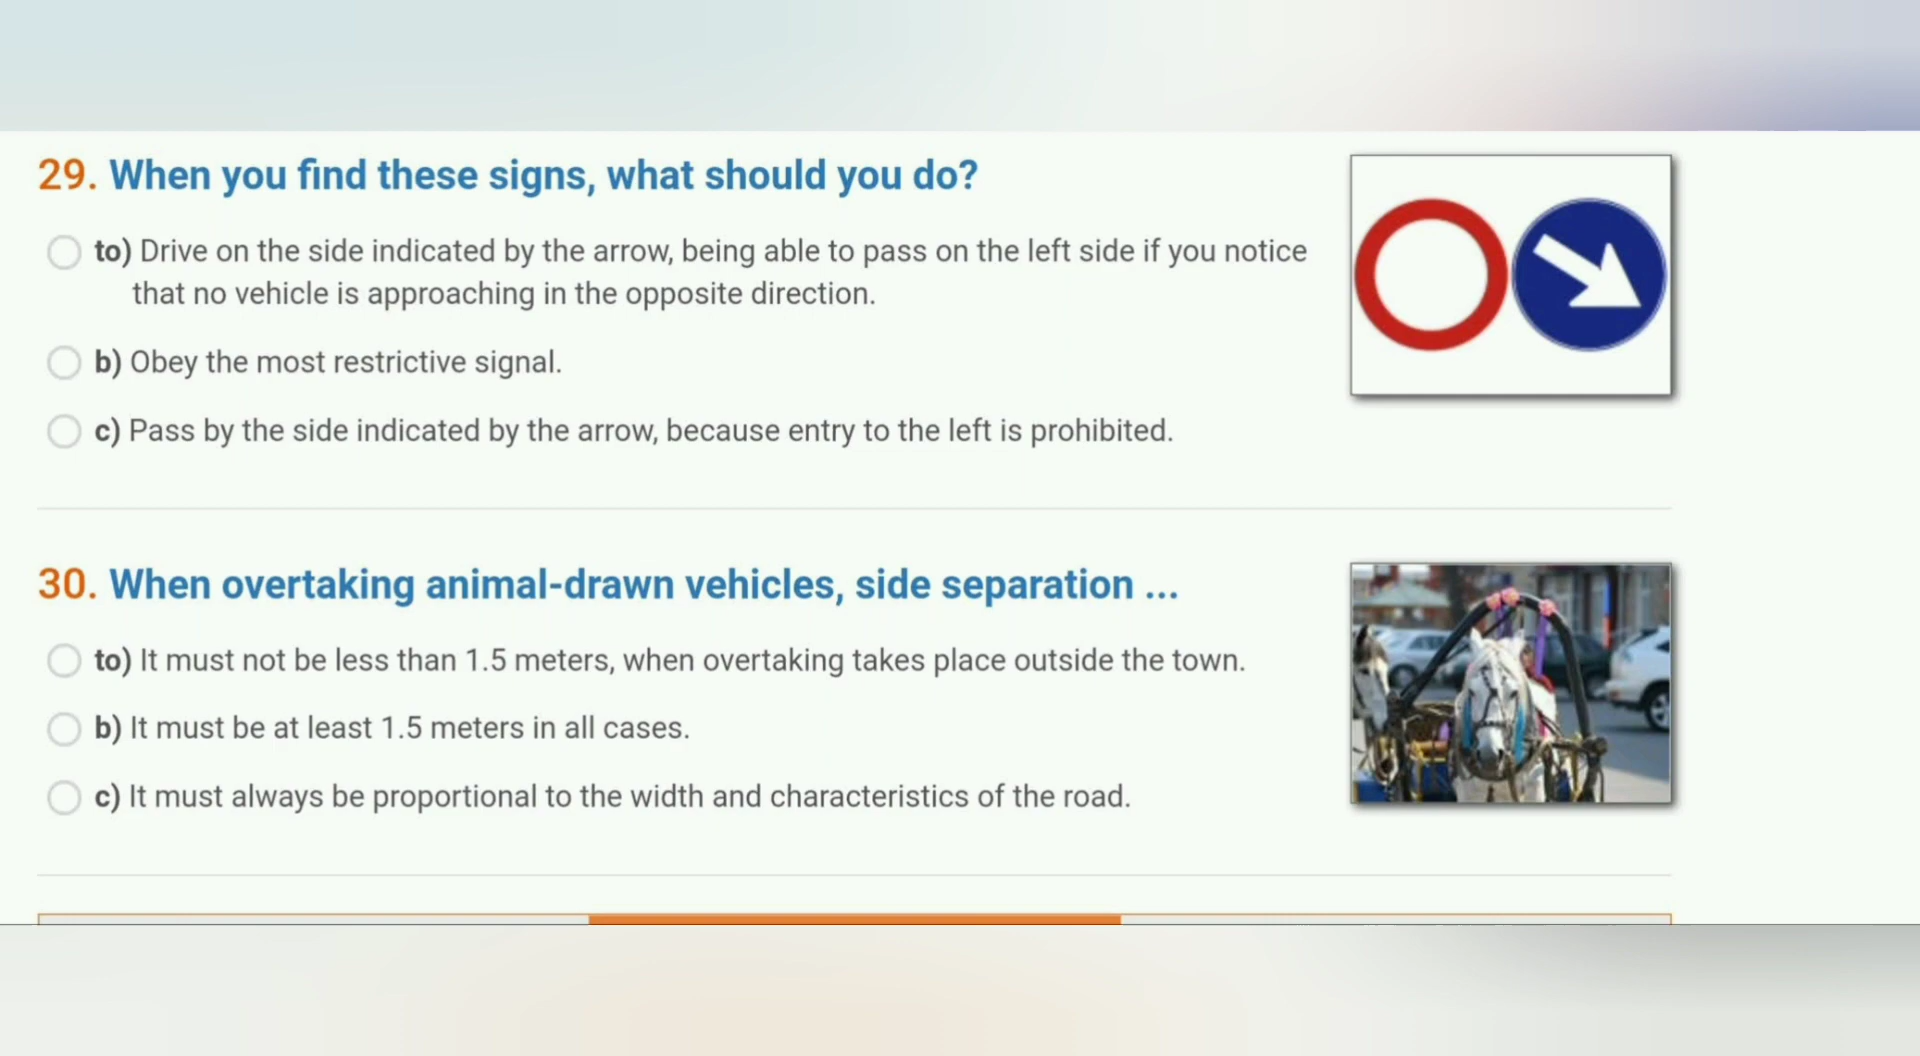 29. When you find these signs, what should you do?
to) Drive on the side indicated by the arrow, being able to pass on the left side if you notice
that no vehicle is approaching in the opposite direction.
b) Obey the most restrictive signal.
c) Pass by the side indicated by the arrow, because entry to the left is prohibited.
30. When overtaking animal-drawn vehicles, side separation ...
to) It must not be less than 1.5 meters, when overtaking takes place outside the town.
b) It must be at least 1.5 meters in all cases.
c) It must always be proportional to the width and characteristics of the road.